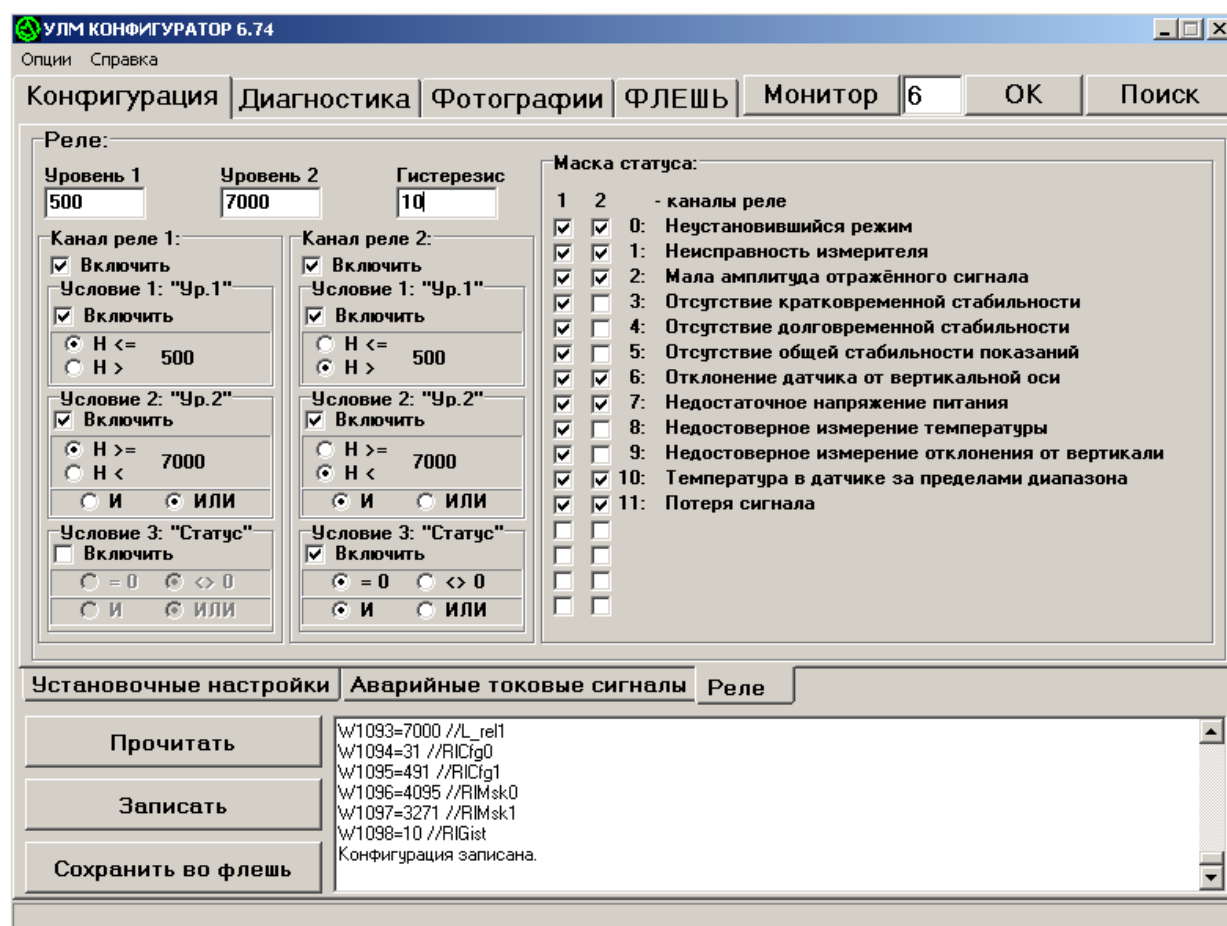 УЛМ КОНФИГУРАТОР 6.74
Опции Справка
Конфигурация Диагностика Фотографии ФЛЕШЬ Монитор 6 OK Поиск
Реле:
Уровень 1 Уровень 2 Гистерезис
500 7000 10
Канал реле 1:
Включить
Условие 1: "Ур.1"
Включить
H <=
H >
500
Условие 2: "Ур.2"
Включить
H >=
H <
7000
И ИЛИ
Условие 3: "Статус"
Включить
= 0 <> 0
И ИЛИ
Канал реле 2:
Включить
Условие 1: "Ур.1"
Включить
H <=
H >
500
Условие 2: "Ур.2"
Включить
H >=
H <
7000
И ИЛИ
Условие 3: "Статус"
Включить
= 0 <> 0
И ИЛИ
Маска статуса:
1 2 - каналы реле
0: Неустановившийся режим
1: Неисправность измерителя
2: Мала амплитуда отражённого сигнала
3: Отсутствие кратковременной стабильности
4: Отсутствие долговременной стабильности
5: Отсутствие общей стабильности показаний
6: Отклонение датчика от вертикальной оси
7: Недостаточное напряжение питания
8: Недостоверное измерение температуры
9: Недостоверное измерение отклонения от вертикали
10: Температура в датчике за пределами диапазона
11: Потеря сигнала
Установочные настройки Аварийные токовые сигналы Реле
Прочитать
Записать
Сохранить во флешь
W1093=7000 //L_rel1
W1094=31 //RlCfg0
W1095=491 //RlCfg1
W1096=4095 //RlMsk0
W1097=3271 //RlMsk1
W1098=10 //RlGist
Конфигурация записана.